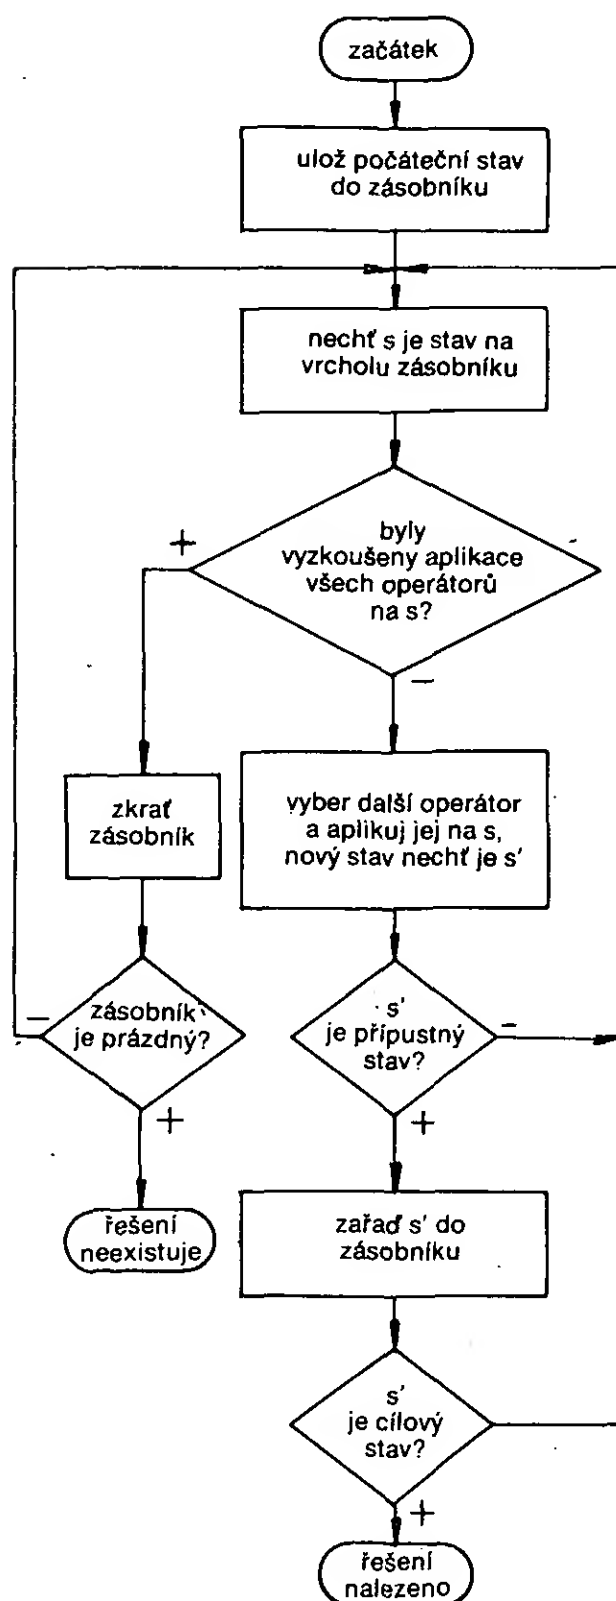 začátek
ulož počáteční stav
do zásobníku
nechť s je stav na
vrcholu zásobníku
byly
vyzkoušeny aplikace
všech operátorů
na s?
+
−
zkrať
zásobník
vyber další operátor
a aplikuj jej na s,
nový stav nechť je s′
zásobník
je prázdný?
−
+
s′
je přípustný
stav?
−
+
řešení
neexistuje
zařaď s′ do
zásobníku
s′
je cílový
stav?
+
řešení
nalezeno